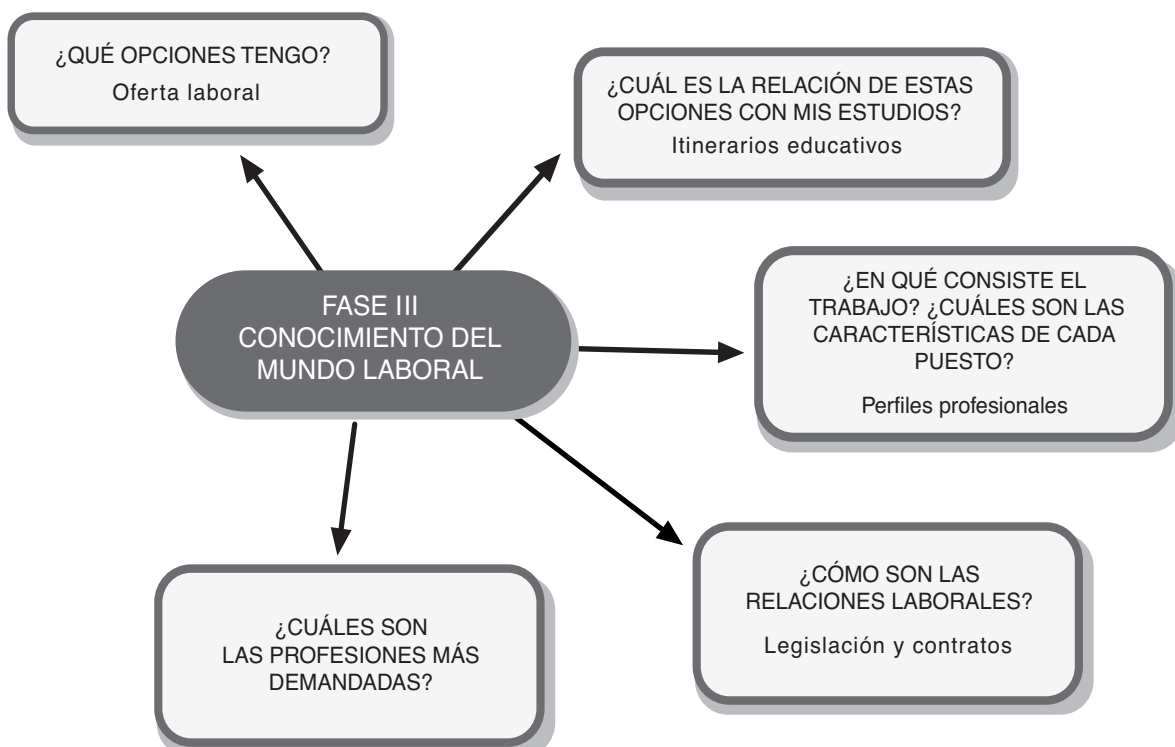 ¿QUÉ OPCIONES TENGO?
Oferta laboral
¿CUÁL ES LA RELACIÓN DE ESTAS
OPCIONES CON MIS ESTUDIOS?
Itinerarios educativos
FASE III
CONOCIMIENTO DEL
MUNDO LABORAL
¿EN QUÉ CONSISTE EL
TRABAJO? ¿CUÁLES SON LAS
CARACTERÍSTICAS DE CADA
PUESTO?
Perfiles profesionales
¿CÓMO SON LAS
RELACIONES LABORALES?
Legislación y contratos
¿CUÁLES SON
LAS PROFESIONES MÁS
DEMANDADAS?